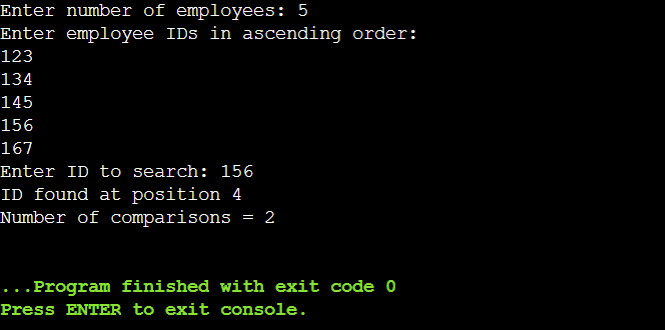 Enter number of employees: 5
Enter employee IDs in ascending order:
123
134
145
156
167
Enter ID to search: 156
ID found at position 4
Number of comparisons = 2
...Program finished with exit code 0
Press ENTER to exit console.